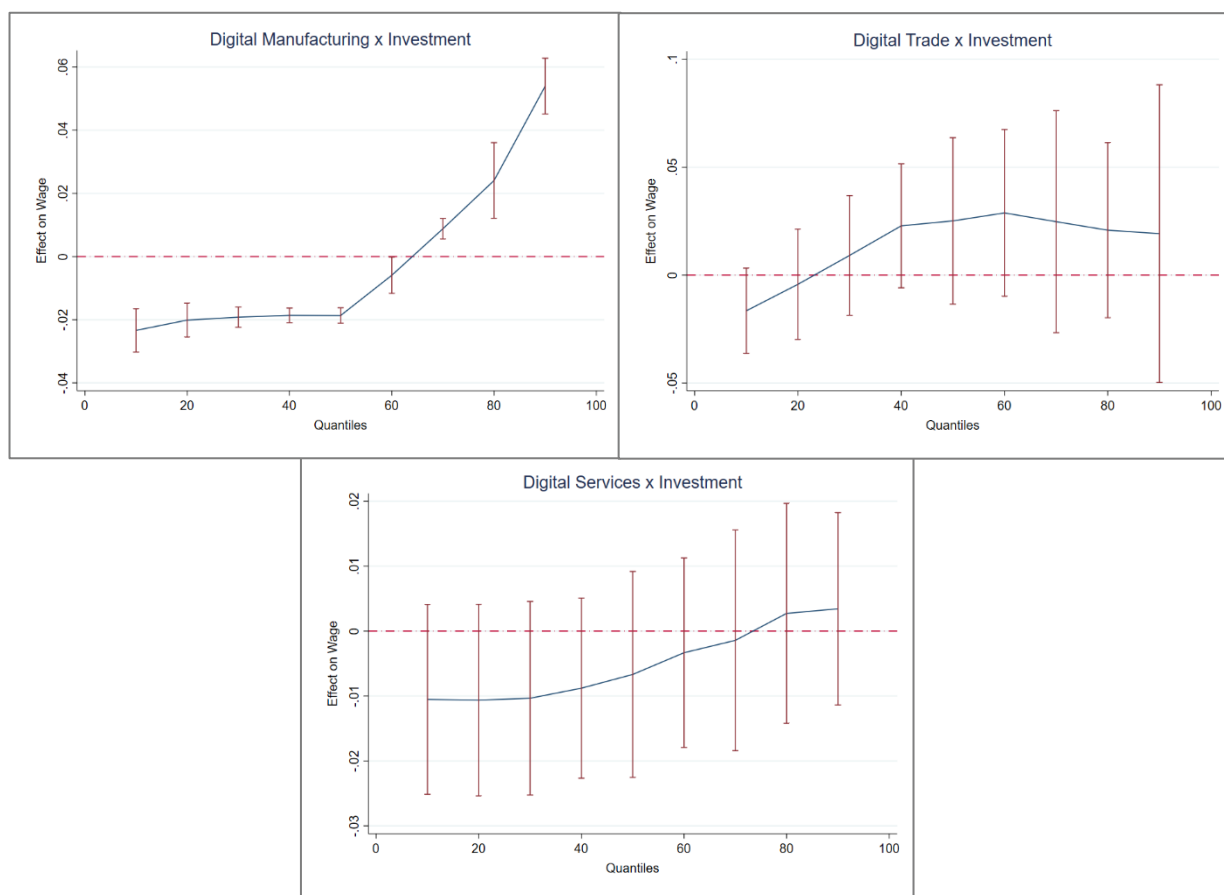 Digital Manufacturing x Investment
Effect on Wage
.06
.04
.02
0
-.02
-.04
0 20 40 60 80 100
Quantiles
Digital Trade x Investment
Effect on Wage
.1
.05
0
-.05
0 20 40 60 80 100
Quantiles
Digital Services x Investment
Effect on Wage
.02
.01
0
-.01
-.02
-.03
0 20 40 60 80 100
Quantiles